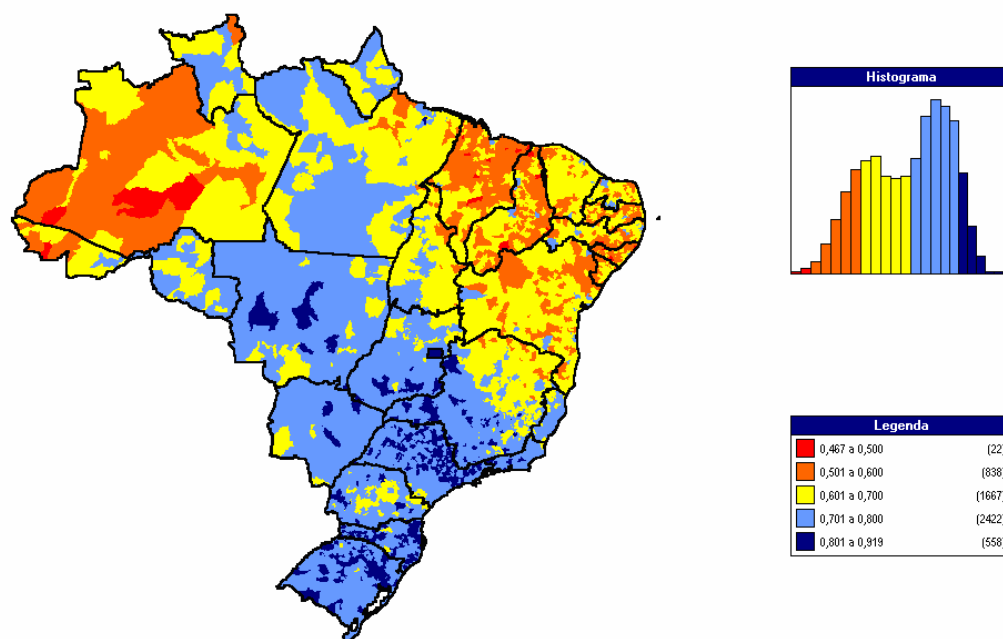 Histograma
Legenda
0,467 a 0,500 (22)
0,501 a 0,600 (838)
0,601 a 0,700 (1667)
0,701 a 0,800 (2422)
0,801 a 0,919 (558)